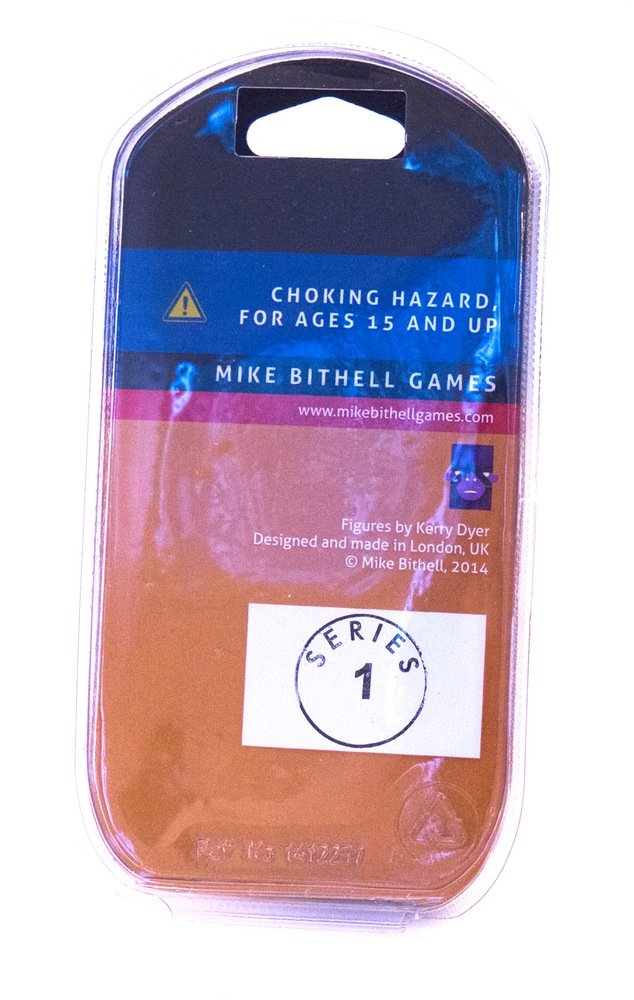 CHOKING HAZARD,
FOR AGES 15 AND UP
MIKE BITHELL GAMES
www.mikebithellgames.com
Figures by Kerry Dyer
Designed and made in London, UK
© Mike Bithell, 2014
SERIES
1